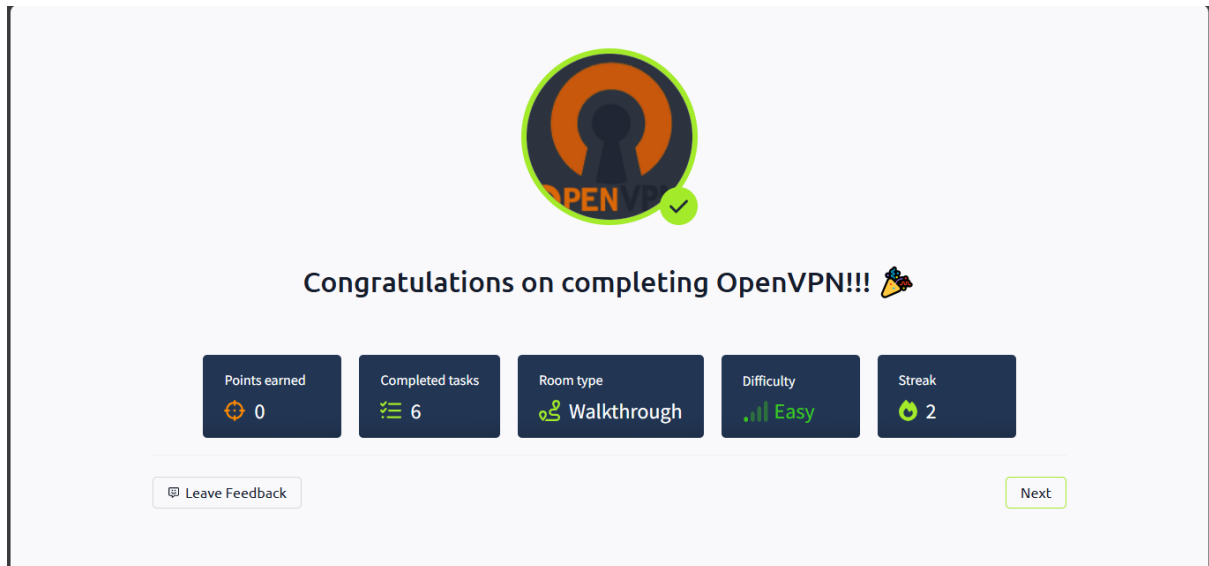 OPENVPN
Congratulations on completing OpenVPN!!! 🎉
Points earned
0
Completed tasks
6
Room type
Walkthrough
Difficulty
Easy
Streak
2
Leave Feedback
Next